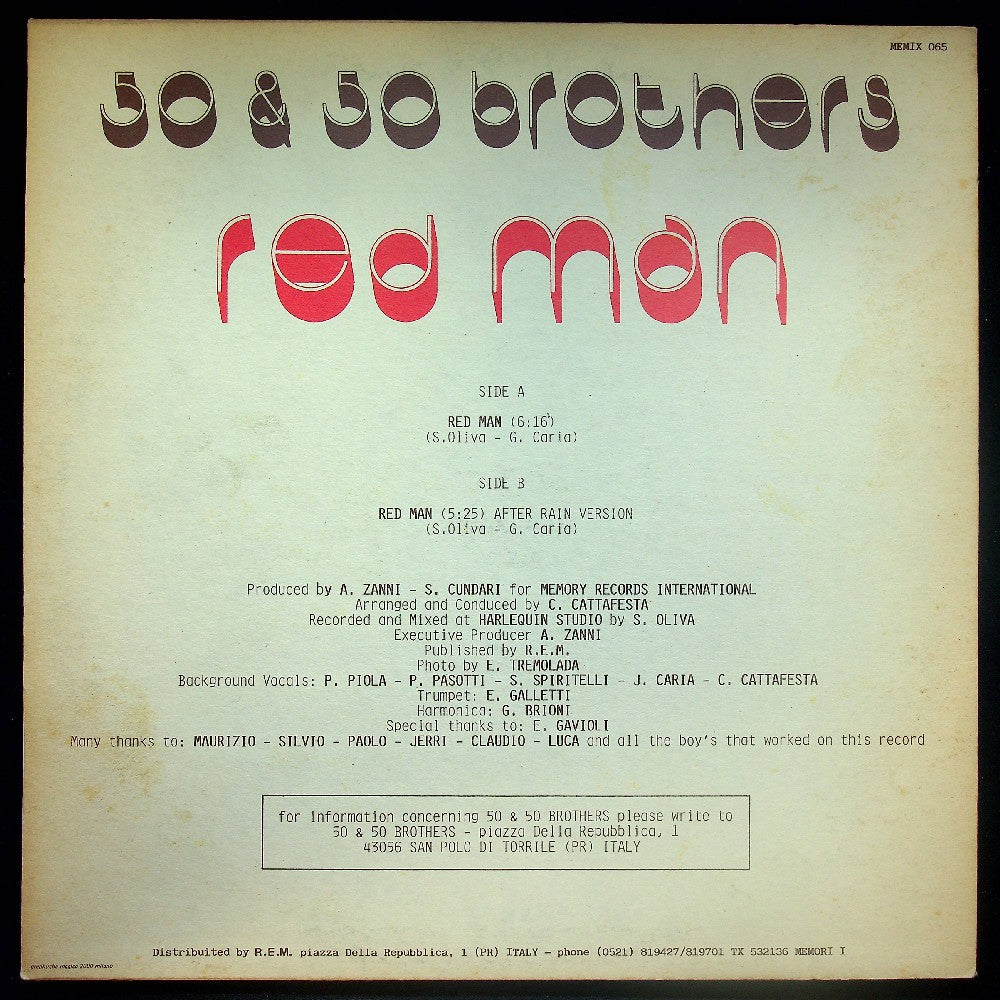 MEMIX 065
50 & 50 brothers
red man
SIDE A
RED MAN (6:16)
(S.Oliva - G. Caria)
SIDE B
RED MAN (5:25) AFTER RAIN VERSION
(S.Oliva - G. Caria)
Produced by A. ZANNI - S. CUNDARI for MEMORY RECORDS INTERNATIONAL
Arranged and Conduced by C. CATTAFESTA
Recorded and Mixed at HARLEQUIN STUDIO by S. OLIVA
Executive Producer A. ZANNI
Published by R.E.M.
Photo by E. TREMOLADA
Background Vocals: P. PIOLA - P. PASOTTI - S. SPIRITELLI - J. CARIA - C. CATTAFESTA
Trumpet: E. GALLETTI
Harmonica: G. BRIONI
Special thanks to: E. GAVIOLI
Many thanks to: MAURIZIO - SILVIO - PAOLO - JERRI - CLAUDIO - LUCA and all the boy's that worked on this record
for information concerning 50 & 50 BROTHERS please write to
50 & 50 BROTHERS - piazza Della Repubblica, 1
43056 SAN POLO DI TORRILE (PR) ITALY
Distribuited by R.E.M. piazza Della Repubblica, 1 (PR) ITALY - phone (0521) 819427/819701 TX 532136 MEMORI I
2000 milano